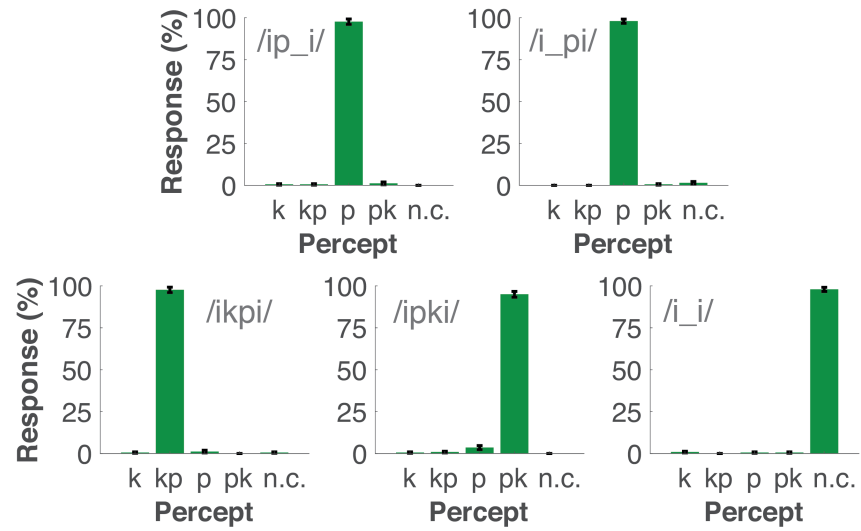 Response (%)
100
75
50
25
0
/ip_i/
k kp p pk n.c.
Percept
/i_pi/
100
75
50
25
0
k kp p pk n.c.
Percept
Response (%)
100
75
50
25
0
/ikpi/
k kp p pk n.c.
Percept
100
75
50
25
0
/ipki/
k kp p pk n.c.
Percept
100
75
50
25
0
/i_i/
k kp p pk n.c.
Percept